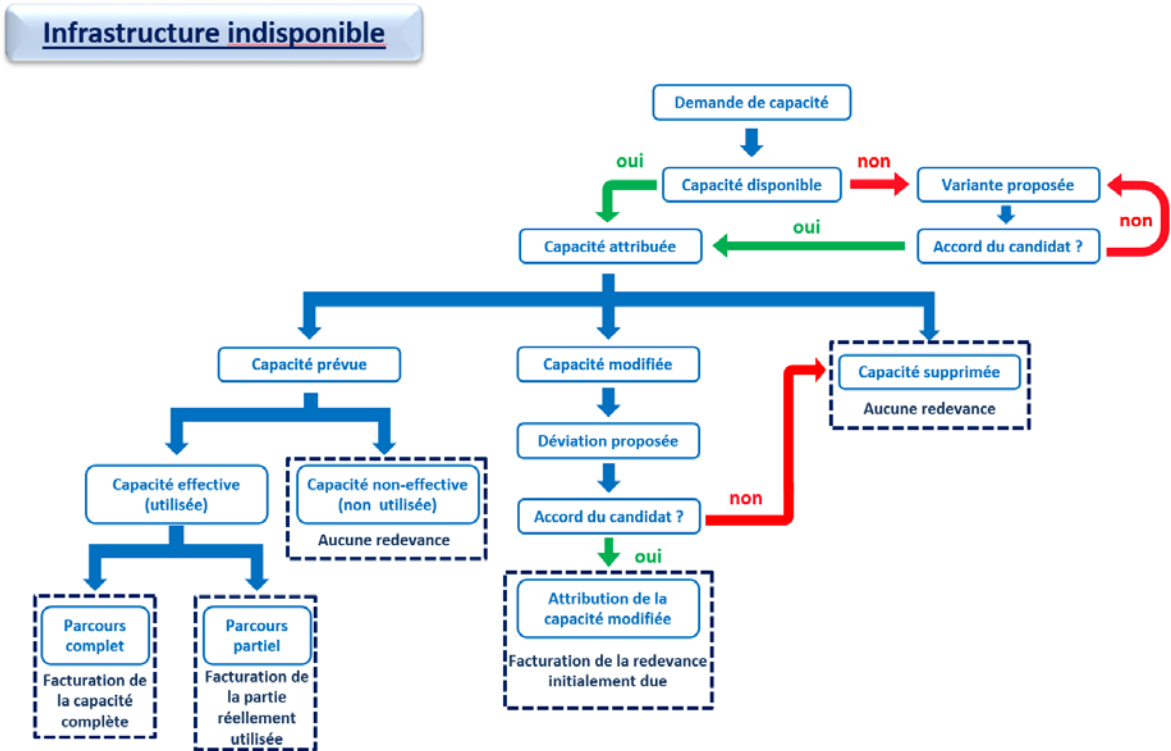 Infrastructure indisponible
Demande de capacité
oui
non
Capacité disponible
Variante proposée
non
oui
Capacité attribuée
Accord du candidat ?
Capacité prévue
Capacité modifiée
Capacité supprimée
Aucune redevance
Déviation proposée
Capacité effective
(utilisée)
Capacité non-effective
(non utilisée)
Aucune redevance
non
Accord du candidat ?
oui
Attribution de la
capacité modifiée
Facturation de la redevance
initialement due
Parcours
complet
Facturation de
la capacité
complète
Parcours
partiel
Facturation de
la partie
réellement
utilisée